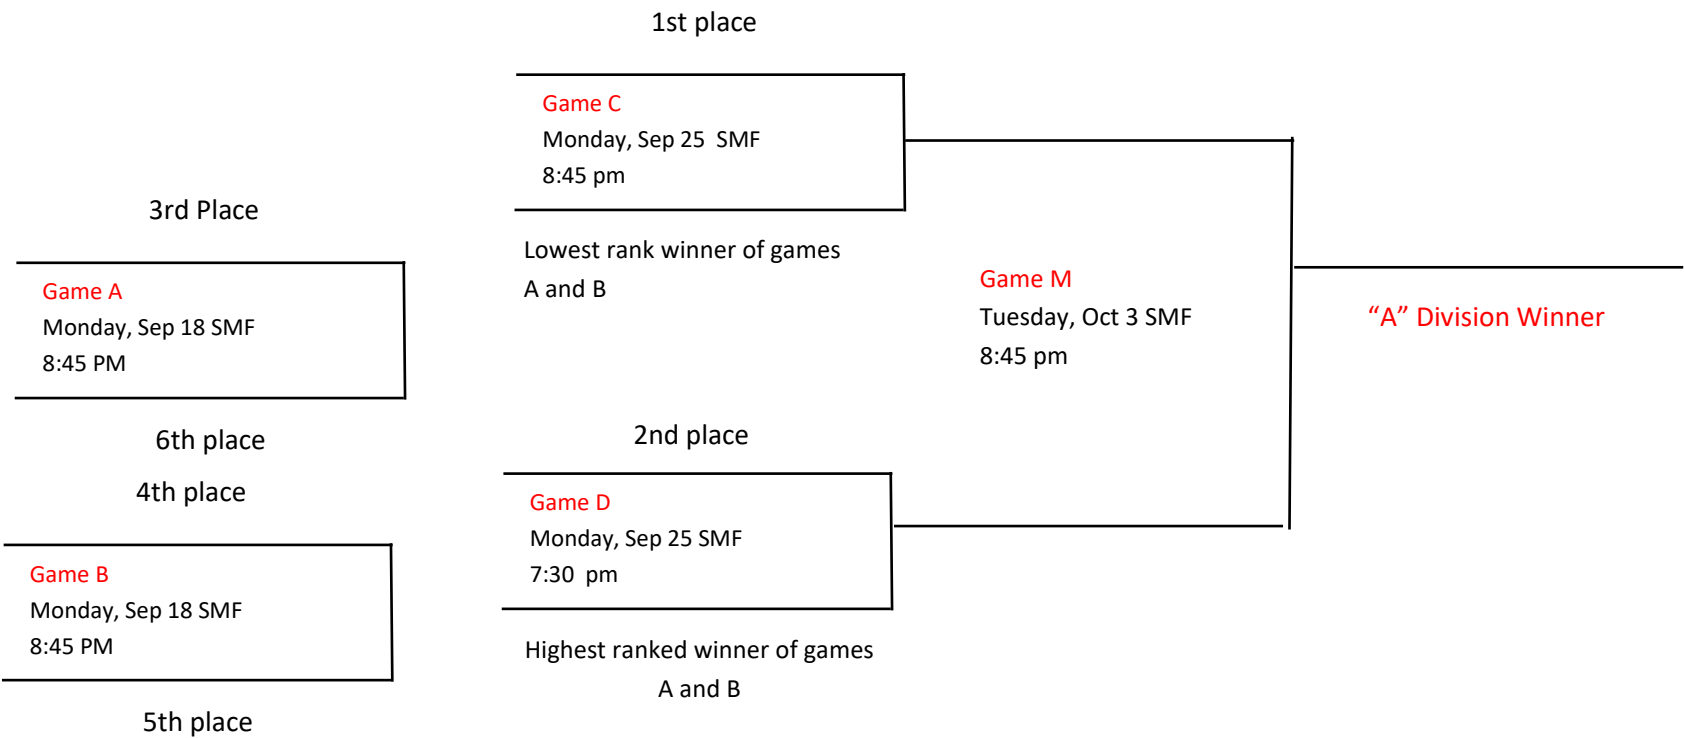 1st place
Game C
Monday, Sep 25  SMF
8:45 pm
Lowest rank winner of games
A and B
3rd Place
Game A
Monday, Sep 18 SMF
8:45 PM
6th place
4th place
Game B
Monday, Sep 18 SMF
8:45 PM
5th place
2nd place
Game D
Monday, Sep 25 SMF
7:30  pm
Highest ranked winner of games
A and B
Game M
Tuesday, Oct 3 SMF
8:45 pm
“A” Division Winner